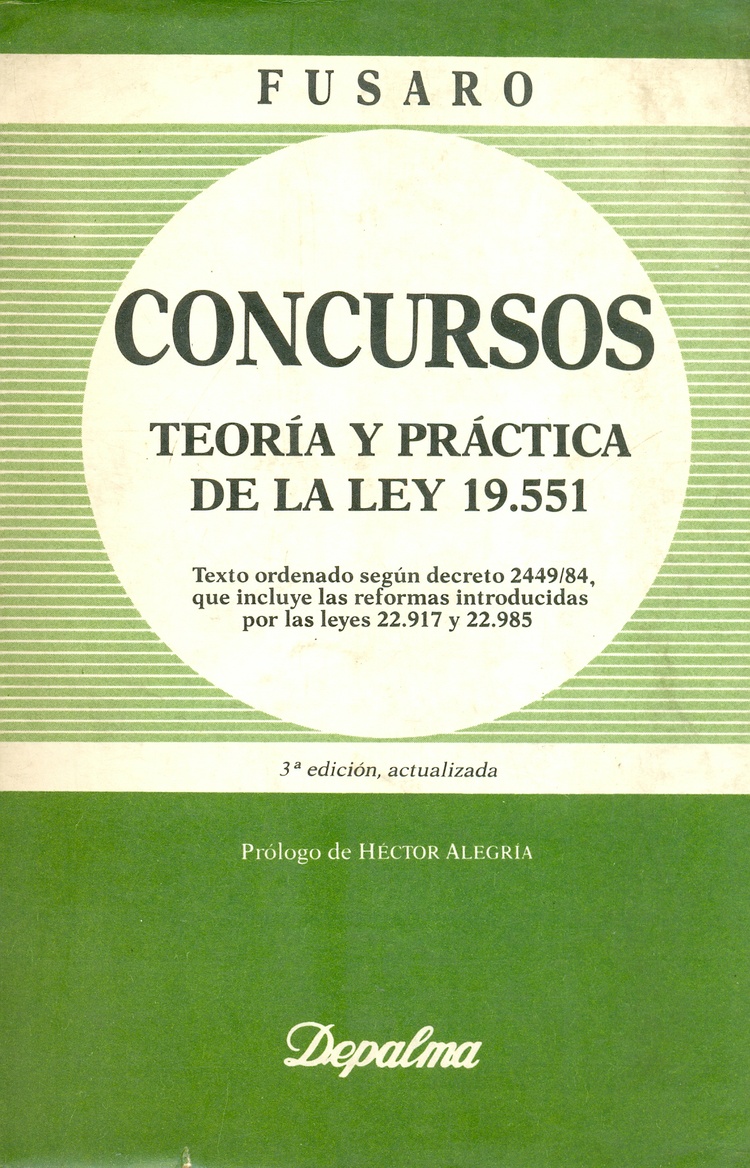 FUSARO
CONCURSOS
TEORÍA Y PRÁCTICA
DE LA LEY 19.551
Texto ordenado según decreto 2449/84,
que incluye las reformas introducidas
por las leyes 22.917 y 22.985
3ª edición, actualizada
Prólogo de HÉCTOR ALEGRÍA
Depalma